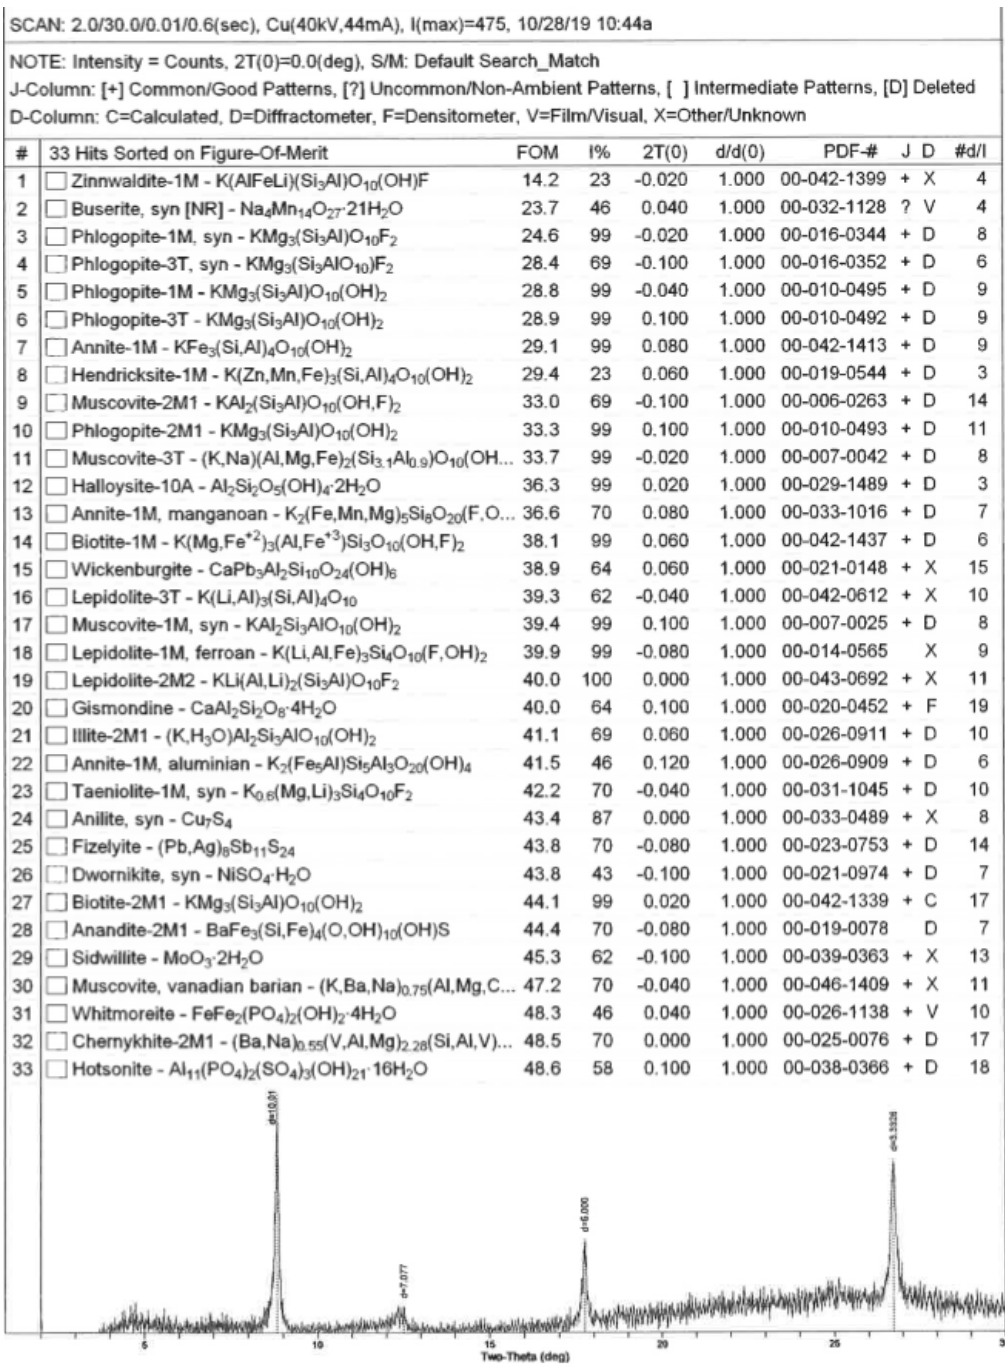 SCAN: 2.0/30.0/0.01/0.6(sec), Cu(40kV,44mA), I(max)=475, 10/28/19 10:44a
NOTE: Intensity = Counts, 2T(0)=0.0(deg), S/M: Default Search_Match
J-Column: [+] Common/Good Patterns, [?] Uncommon/Non-Ambient Patterns, [ ] Intermediate Patterns, [D] Deleted
D-Column: C=Calculated, D=Diffractometer, F=Densitometer, V=Film/Visual, X=Other/Unknown
# 33 Hits Sorted on Figure-Of-Merit FOM I% 2T(0) d/d(0) PDF-# J D #d/I
1 Zinnwaldite-1M - K(AlFeLi)(Si₃Al)O₁₀(OH)F 14.2 23 -0.020 1.000 00-042-1399 + X 4
2 Buserite, syn [NR] - Na₄Mn₁₄O₂₇·21H₂O 23.7 46 0.040 1.000 00-032-1128 ? V 4
3 Phlogopite-1M, syn - KMg₃(Si₃Al)O₁₀F₂ 24.6 99 -0.020 1.000 00-016-0344 + D 8
4 Phlogopite-3T, syn - KMg₃(Si₃AlO₁₀)F₂ 28.4 69 -0.100 1.000 00-016-0352 + D 6
5 Phlogopite-1M - KMg₃(Si₃Al)O₁₀(OH)₂ 28.8 99 -0.040 1.000 00-010-0495 + D 9
6 Phlogopite-3T - KMg₃(Si₃Al)O₁₀(OH)₂ 28.9 99 0.100 1.000 00-010-0492 + D 9
7 Annite-1M - KFe₃(Si,Al)₄O₁₀(OH)₂ 29.1 99 0.080 1.000 00-042-1413 + D 9
8 Hendricksite-1M - K(Zn,Mn,Fe)₃(Si,Al)₄O₁₀(OH)₂ 29.4 23 0.060 1.000 00-019-0544 + D 3
9 Muscovite-2M1 - KAl₂(Si₃Al)O₁₀(OH,F)₂ 33.0 69 -0.100 1.000 00-006-0263 + D 14
10 Phlogopite-2M1 - KMg₃(Si₃Al)O₁₀(OH)₂ 33.3 99 0.100 1.000 00-010-0493 + D 11
11 Muscovite-3T - (K,Na)(Al,Mg,Fe)₂(Si₃.₁Al₀.₉)O₁₀(OH... 33.7 99 -0.020 1.000 00-007-0042 + D 8
12 Halloysite-10A - Al₂Si₂O₅(OH)₄·2H₂O 36.3 99 0.020 1.000 00-029-1489 + D 3
13 Annite-1M, manganoan - K₂(Fe,Mn,Mg)₅Si₈O₂₀(F,O... 36.6 70 0.080 1.000 00-033-1016 + D 7
14 Biotite-1M - K(Mg,Fe⁺²)₃(Al,Fe⁺³)Si₃O₁₀(OH,F)₂ 38.1 99 0.060 1.000 00-042-1437 + D 6
15 Wickenburgite - CaPb₃Al₂Si₁₀O₂₄(OH)₆ 38.9 64 0.060 1.000 00-021-0148 + X 15
16 Lepidolite-3T - K(Li,Al)₃(Si,Al)₄O₁₀ 39.3 62 -0.040 1.000 00-042-0612 + X 10
17 Muscovite-1M, syn - KAl₂Si₃AlO₁₀(OH)₂ 39.4 99 0.100 1.000 00-007-0025 + D 8
18 Lepidolite-1M, ferroan - K(Li,Al,Fe)₃Si₄O₁₀(F,OH)₂ 39.9 99 -0.080 1.000 00-014-0565 X 9
19 Lepidolite-2M2 - KLi(Al,Li)₂(Si₃Al)O₁₀F₂ 40.0 100 0.000 1.000 00-043-0692 + X 11
20 Gismondine - CaAl₂Si₂O₈·4H₂O 40.0 64 0.100 1.000 00-020-0452 + F 19
21 Illite-2M1 - (K,H₃O)Al₂Si₃AlO₁₀(OH)₂ 41.1 69 0.060 1.000 00-026-0911 + D 10
22 Annite-1M, aluminian - K₂(Fe₅Al)Si₅Al₃O₂₀(OH)₄ 41.5 46 0.120 1.000 00-026-0909 + D 6
23 Taeniolite-1M, syn - K₀.₆(Mg,Li)₃Si₄O₁₀F₂ 42.2 70 -0.040 1.000 00-031-1045 + D 10
24 Anilite, syn - Cu₇S₄ 43.4 87 0.000 1.000 00-033-0489 + X 8
25 Fizelyite - (Pb,Ag)₈Sb₁₁S₂₄ 43.8 70 -0.080 1.000 00-023-0753 + D 14
26 Dwornikite, syn - NiSO₄·H₂O 43.8 43 -0.100 1.000 00-021-0974 + D 7
27 Biotite-2M1 - KMg₃(Si₃Al)O₁₀(OH)₂ 44.1 99 0.020 1.000 00-042-1339 + C 17
28 Anandite-2M1 - BaFe₃(Si,Fe)₄(O,OH)₁₀(OH)S 44.4 70 -0.080 1.000 00-019-0078 D 7
29 Sidwillite - MoO₃·2H₂O 45.3 62 -0.100 1.000 00-039-0363 + X 13
30 Muscovite, vanadian barian - (K,Ba,Na)₀.₇₅(Al,Mg,C... 47.2 70 -0.040 1.000 00-046-1409 + X 11
31 Whitmoreite - FeFe₂(PO₄)₂(OH)₂·4H₂O 48.3 46 0.040 1.000 00-026-1138 + V 10
32 Chernykhite-2M1 - (Ba,Na)₀.₅₅(V,Al,Mg)₂.₂₈(Si,Al,V)... 48.5 70 0.000 1.000 00-025-0076 + D 17
33 Hotsonite - Al₁₁(PO₄)₂(SO₄)₃(OH)₂₁·16H₂O 48.6 58 0.100 1.000 00-038-0366 + D 18
d=10.01
d=7.077
d=5.000
d=3.3326
5 10 15 20 25 3
Two-Theta (deg)